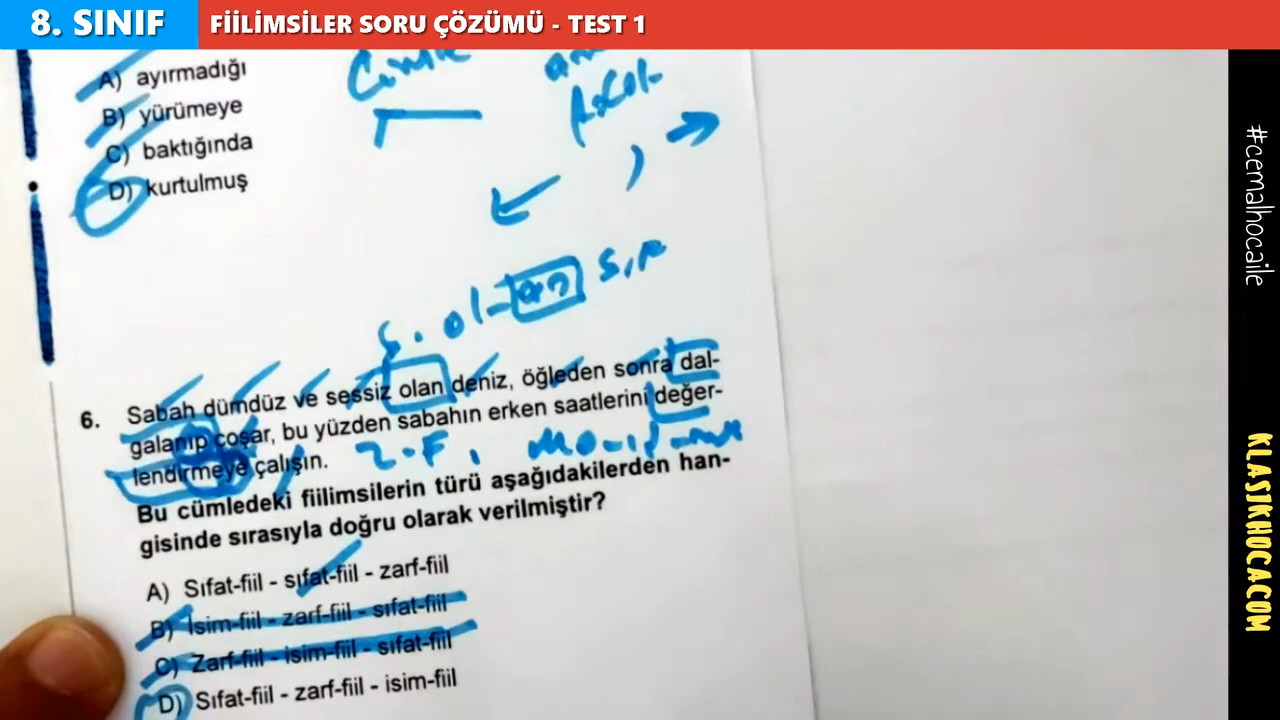 8. SINIF
FİİLİMSİLER SORU ÇÖZÜMÜ - TEST 1
A) ayırmadığı
B) yürümeye
C) baktığında
D) kurtulmuş
ş. ol-an S.F
6. Sabah dümdüz ve sessiz olan deniz, öğleden sonra dal-
galanıp coşar, bu yüzden sabahın erken saatlerini değer-
lendirmeye çalışın.
Z.F
Bu cümledeki fiilimsilerin türü aşağıdakilerden han-
gisinde sırasıyla doğru olarak verilmiştir?
A) Sıfat-fiil - sıfat-fiil - zarf-fiil
B) İsim-fiil - zarf-fiil - sıfat-fiil
C) Zarf-fiil - isim-fiil - sıfat-fiil
D) Sıfat-fiil - zarf-fiil - isim-fiil
#cemalhocaile
KLASIKHOCA.COM